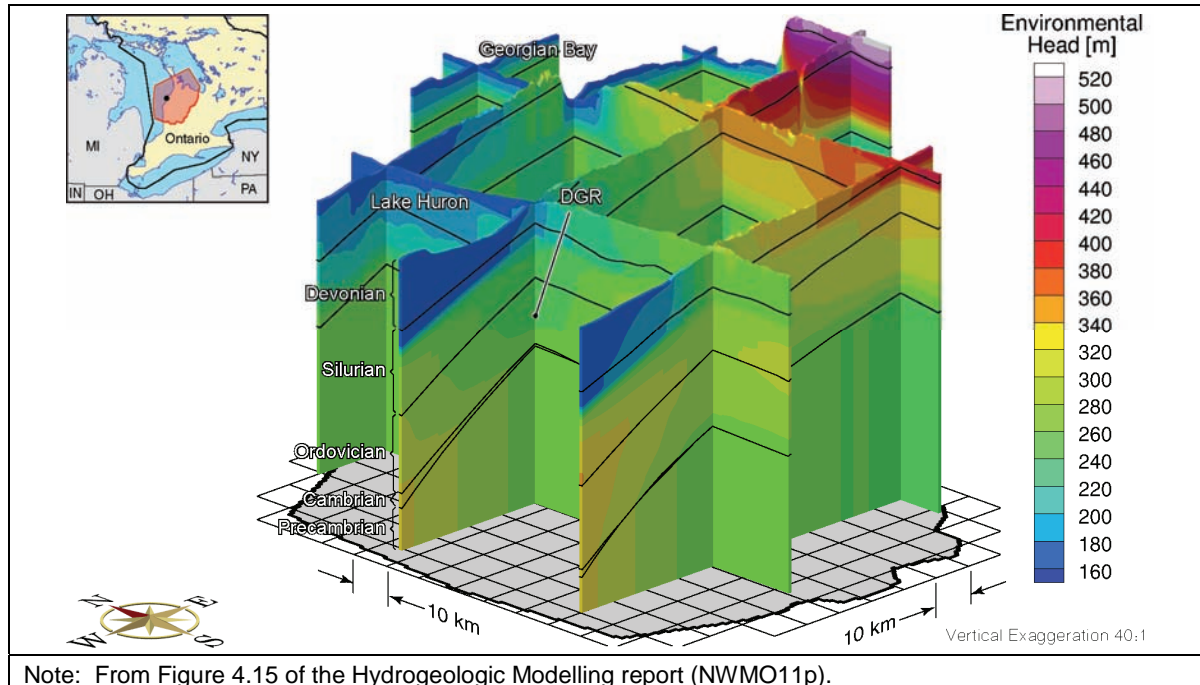 MI
Ontario
NY
IN
OH
PA
Georgian Bay
Lake Huron
DGR
Devonian
Silurian
Ordovician
Cambrian
Precambrian
Environmental
Head [m]
520
500
480
460
440
420
400
380
360
340
320
300
280
260
240
220
200
180
160
N
E
W
S
10 km
10 km
Vertical Exaggeration 40:1
Note: From Figure 4.15 of the Hydrogeologic Modelling report (NWMO11p).